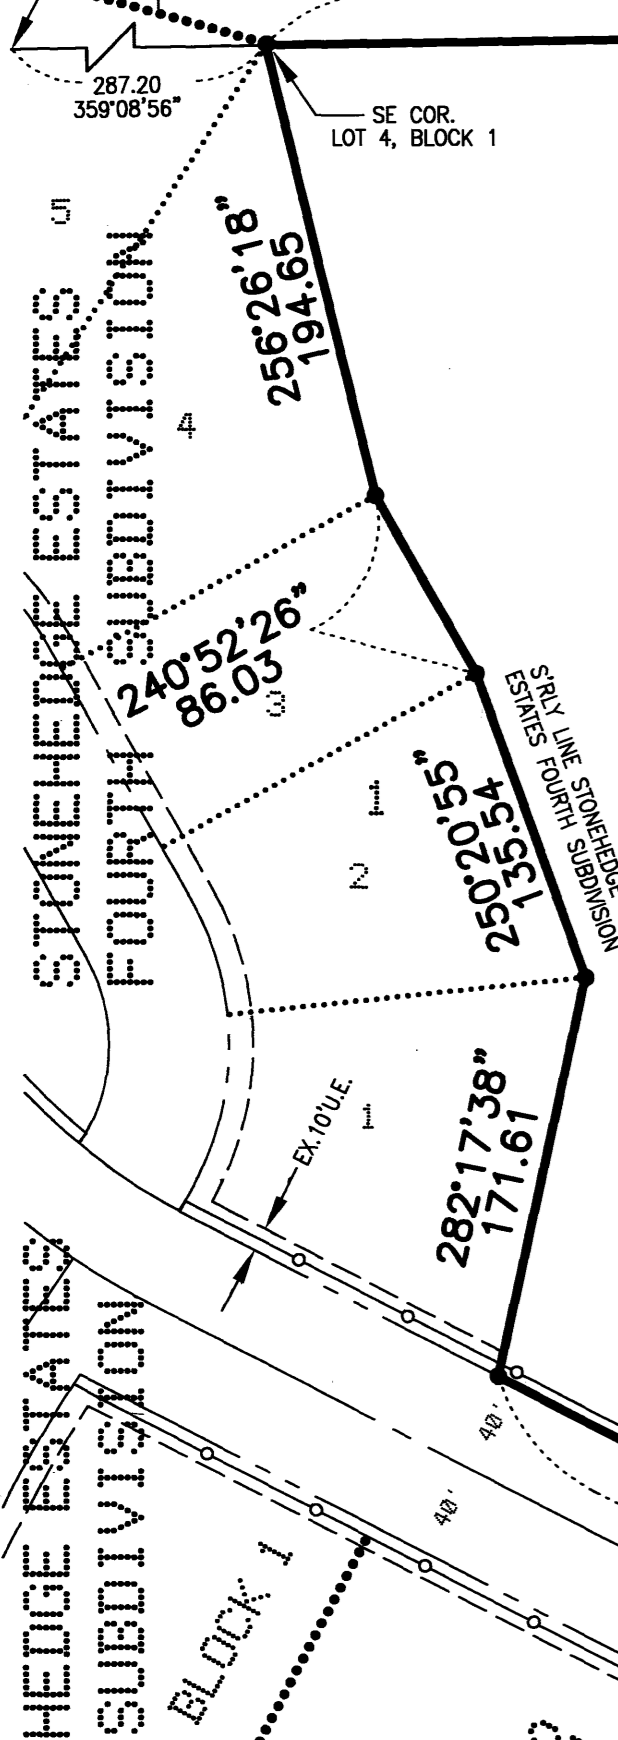 287.20
359°08'56"
SE COR.
LOT 4, BLOCK 1
5
256°26'18"
194.65
4
STONEHEDGE ESTATES
FOURTH SUBDIVISION
240°52'26"
86.03
3
S'RLY LINE STONEHEDGE
ESTATES FOURTH SUBDIVISION
1
250°20'55"
135.54
2
EX.10'U.E.
1
282°17'38"
171.61
40'
40'
HEDGE ESTATES
SUBDIVISION
BLOCK 1